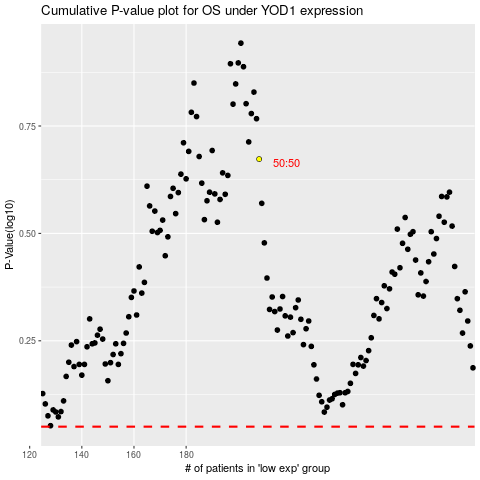 Cumulative P-value plot for OS under YOD1 expression
P-Value(log10)
0.75
0.50
0.25
50:50
120 140 160 180
# of patients in 'low exp' group